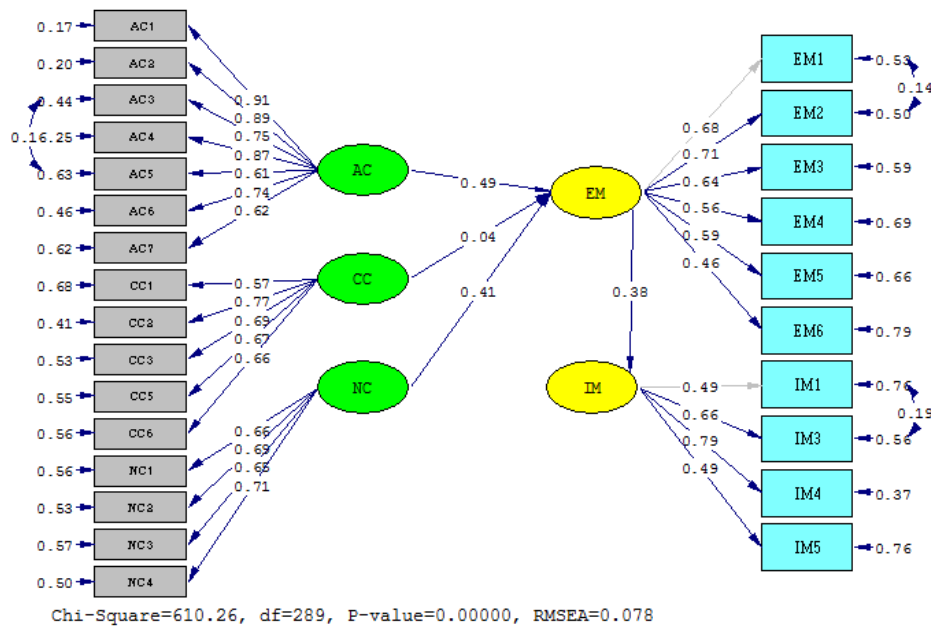 0.17 AC1
0.20 AC2
0.44 AC3
0.16
.25 AC4
0.63 AC5
0.46 AC6
0.62 AC7
0.68 CC1
0.41 CC2
0.53 CC3
0.55 CC5
0.56 CC6
0.56 NC1
0.53 NC2
0.57 NC3
0.50 NC4
0.91
0.89
0.75
0.87
0.61
0.74
0.62
0.57
0.77
0.69
0.67
0.66
0.66
0.69
0.65
0.71
AC
CC
NC
0.49
0.04
0.41
EM
0.38
IM
0.68
0.71
0.64
0.56
0.59
0.46
0.49
0.66
0.79
0.49
EM1 0.53
0.14
EM2 0.50
EM3 0.59
EM4 0.69
EM5 0.66
EM6 0.79
IM1 0.76
0.19
IM3 0.56
IM4 0.37
IM5 0.76
Chi-Square=610.26, df=289, P-value=0.00000, RMSEA=0.078